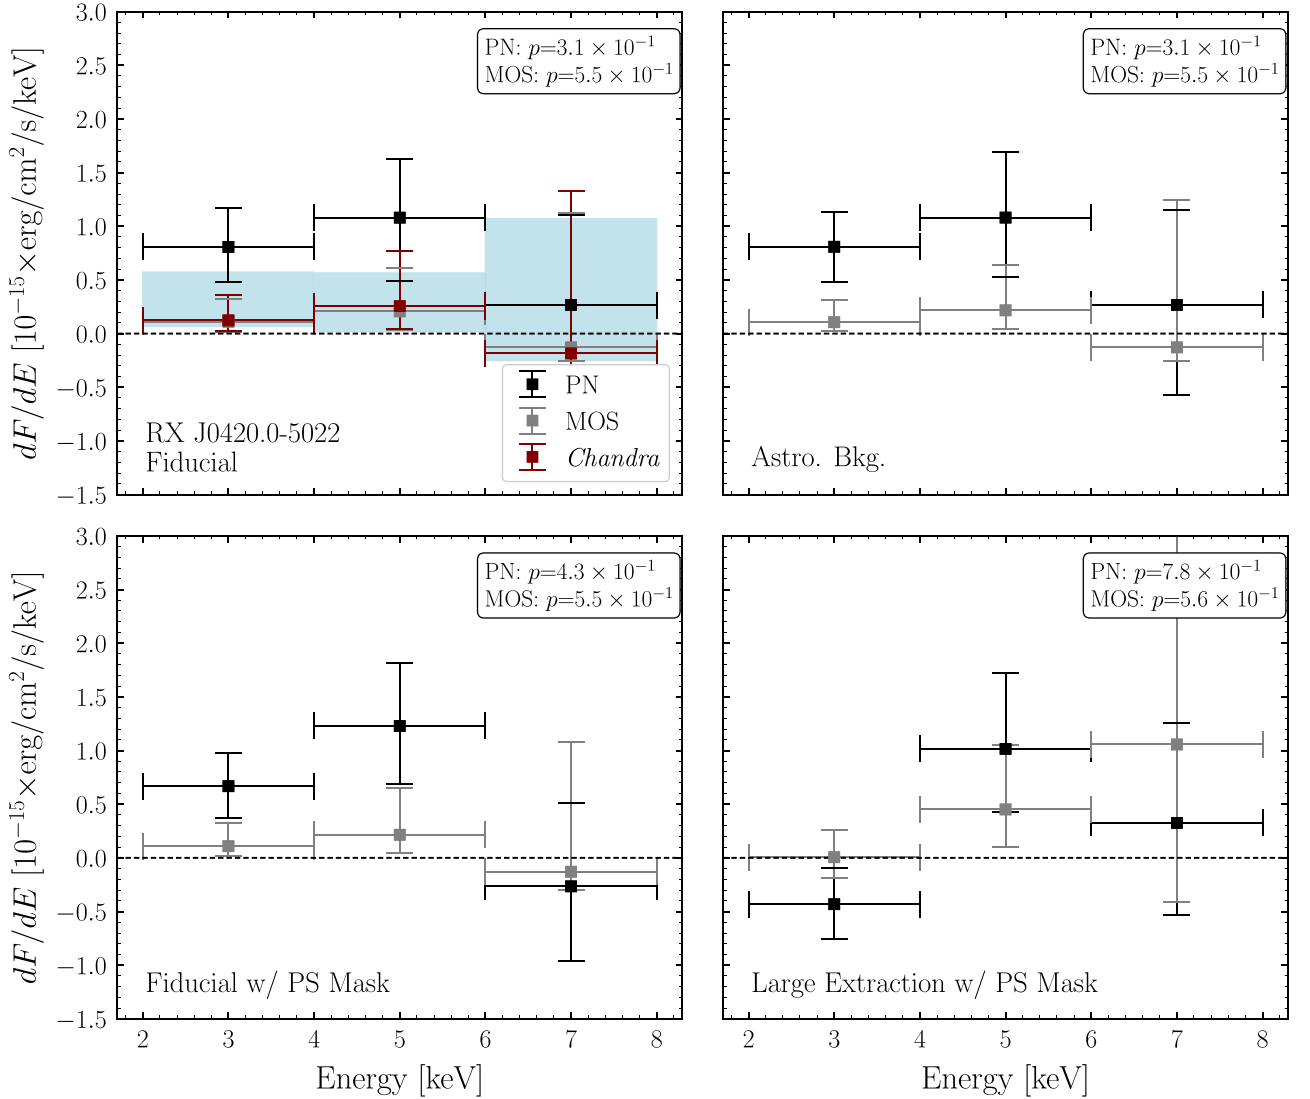 3.0
2.5
2.0
1.5
1.0
0.5
0.0
−0.5
−1.0
−1.5
dF/dE [10⁻¹⁵×erg/cm²/s/keV]
PN: p=3.1 × 10⁻¹
MOS: p=5.5 × 10⁻¹
PN
MOS
Chandra
RX J0420.0-5022
Fiducial
PN: p=3.1 × 10⁻¹
MOS: p=5.5 × 10⁻¹
Astro. Bkg.
3.0
2.5
2.0
1.5
1.0
0.5
0.0
−0.5
−1.0
−1.5
dF/dE [10⁻¹⁵×erg/cm²/s/keV]
PN: p=4.3 × 10⁻¹
MOS: p=5.5 × 10⁻¹
Fiducial w/ PS Mask
2 3 4 5 6 7 8
Energy [keV]
PN: p=7.8 × 10⁻¹
MOS: p=5.6 × 10⁻¹
Large Extraction w/ PS Mask
2 3 4 5 6 7 8
Energy [keV]